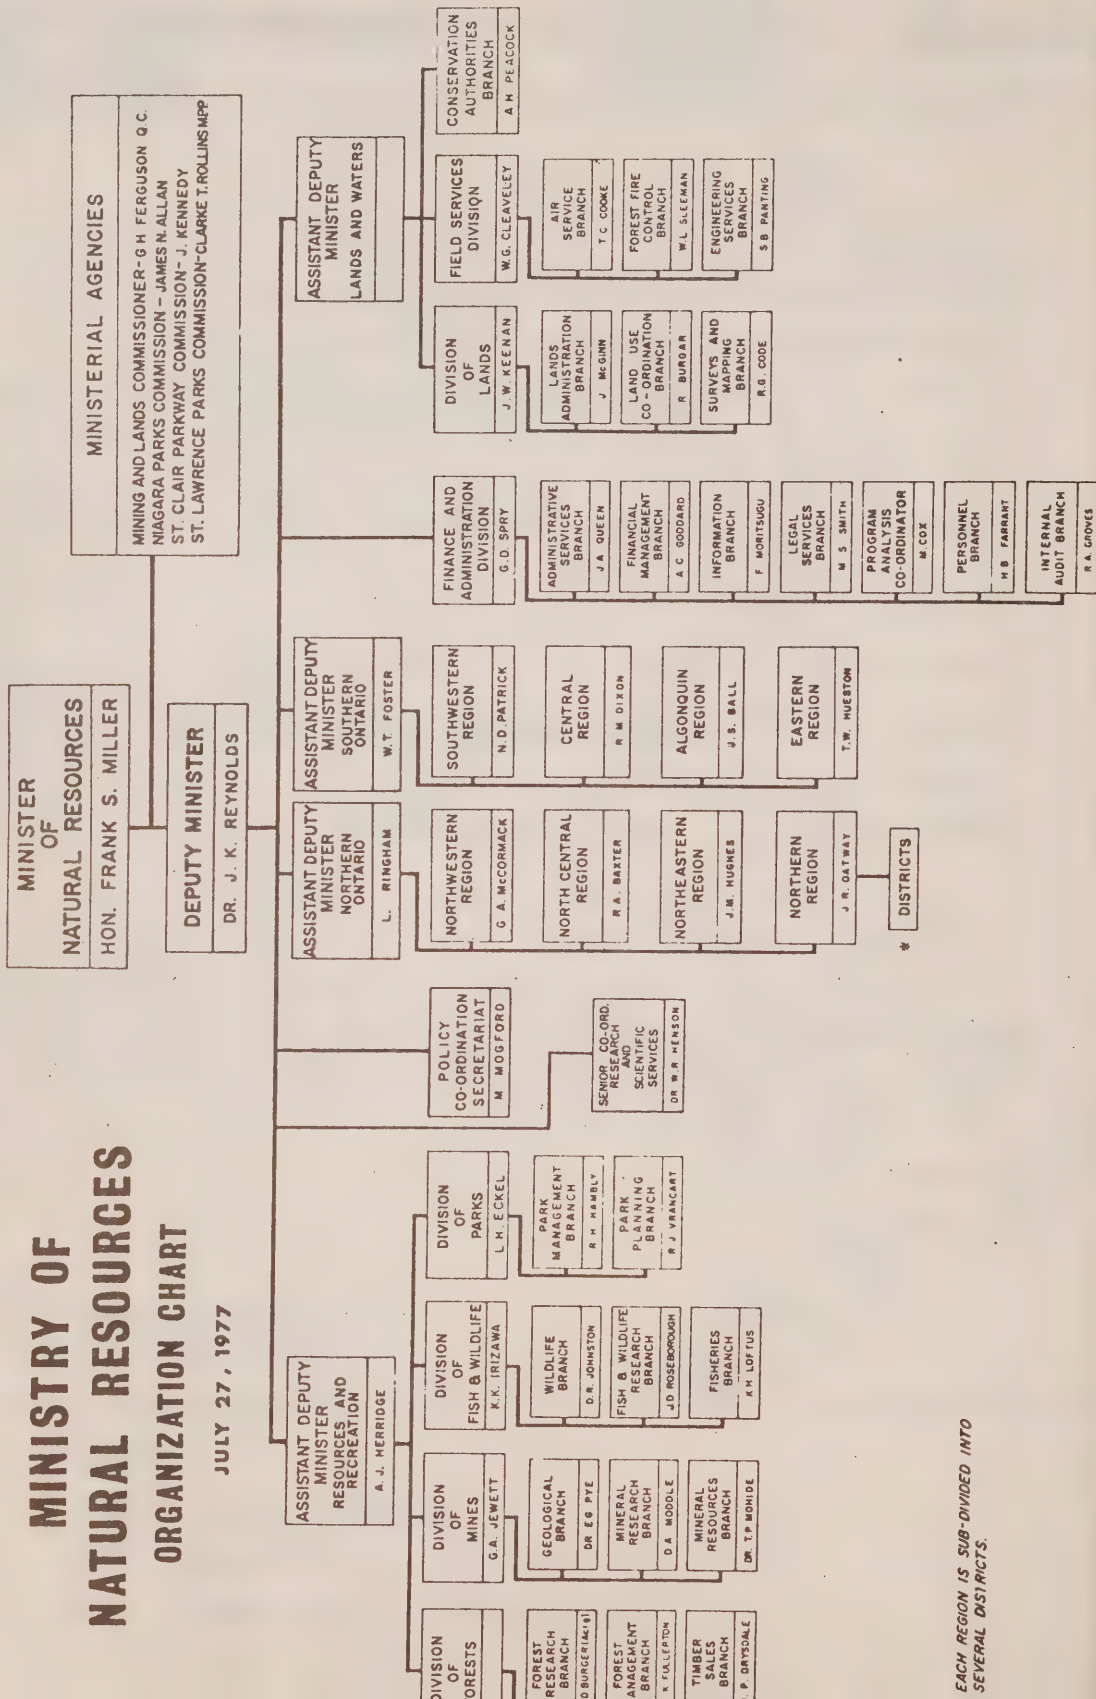 MINISTRY OF
NATURAL RESOURCES
ORGANIZATION CHART
JULY 27, 1977
MINISTER
OF
NATURAL RESOURCES
HON. FRANK S. MILLER
MINISTERIAL AGENCIES
MINING AND LANDS COMMISSIONER-G H FERGUSON Q.C.
NIAGARA PARKS COMMISSION - JAMES N. ALLAN
ST. CLAIR PARKWAY COMMISSION - J. KENNEDY
ST. LAWRENCE PARKS COMMISSION-CLARKE T. ROLLINS MPP
DEPUTY MINISTER
DR. J. K. REYNOLDS
ASSISTANT DEPUTY
MINISTER
RESOURCES AND
RECREATION
A. J. HERRIDGE
DIVISION
OF
FOREST
RESEARCH
BRANCH
D BURGER (Actg)
FOREST
BRANCH
FULLERTON
TIMBER
SALES
BRANCH
P. DRYSDALE
DIVISION
OF
MINES
G.A. JEWETT
GEOLOGICAL
BRANCH
DR EG PYE
MINERAL
RESEARCH
BRANCH
D A MODDLE
MINERAL
RESOURCES
BRANCH
DR. T.P MOHIDE
DIVISION
OF
FISH & WILDLIFE
K.K. IRIZAWA
WILDLIFE
BRANCH
D.R. JOHNSTON
FISH & WILDLIFE
RESEARCH
BRANCH
J D ROSEBOROUGH
FISHERIES
BRANCH
K H LOFTUS
DIVISION
OF
PARKS
L. H. ECKEL
PARK
MANAGEMENT
BRANCH
R H HAMBLY
PARK
PLANNING
BRANCH
R J VRANCART
POLICY
CO-ORDINATION
SECRETARIAT
M MOGFORD
SENIOR CO-ORD.
RESEARCH
AND
SCIENTIFIC
SERVICES
DR W.R HENSON
ASSISTANT DEPUTY
MINISTER
NORTHERN
ONTARIO
L. RINGHAM
NORTHWESTERN
REGION
G A. McCORMACK
NORTH CENTRAL
REGION
R A. BAXTER
NORTHEASTERN
REGION
J.M. HUGHES
NORTHERN
REGION
J R. OATWAY
* DISTRICTS
ASSISTANT DEPUTY
MINISTER
SOUTHERN
ONTARIO
W.T. FOSTER
SOUTHWESTERN
REGION
N.D. PATRICK
CENTRAL
REGION
R M DIXON
ALGONQUIN
REGION
J.S. BALL
EASTERN
REGION
T.W. HUESTON
FINANCE AND
ADMINISTRATION
DIVISION
G.D. SPRY
ADMINISTRATIVE
SERVICES
BRANCH
J A QUEEN
FINANCIAL
MANAGEMENT
BRANCH
A C GODDARD
INFORMATION
BRANCH
F MORITSUGU
LEGAL
SERVICES
BRANCH
M S SMITH
PROGRAM
ANALYSIS
CO-ORDINATOR
M. COX
PERSONNEL
BRANCH
H B FARRANT
INTERNAL
AUDIT BRANCH
R A. GROVES
ASSISTANT DEPUTY
MINISTER
LANDS AND WATERS
DIVISION
OF
LANDS
J. W. KEENAN
LANDS
ADMINISTRATION
BRANCH
J McGINN
LAND USE
CO-ORDINATION
BRANCH
R BURGAR
SURVEYS AND
MAPPING
BRANCH
R.G. CODE
FIELD SERVICES
DIVISION
W.G. CLEAVELEY
AIR
SERVICE
BRANCH
T C COOKE
FOREST FIRE
CONTROL
BRANCH
W.L SLEEMAN
ENGINEERING
SERVICES
BRANCH
S B PANTING
CONSERVATION
AUTHORITIES
BRANCH
A H PEACOCK
EACH REGION IS SUB-DIVIDED INTO
SEVERAL DISTRICTS.